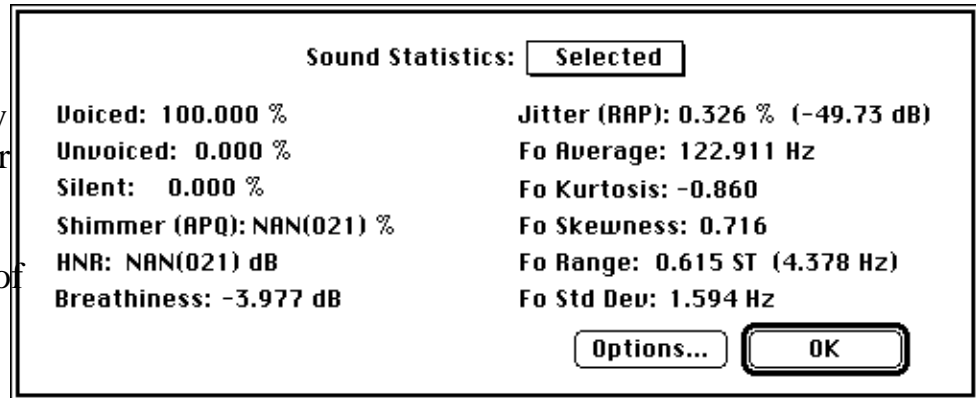 Sound Statistics: Selected
y
Voiced: 100.000 %
Jitter (RAP): 0.326 % (-49.73 dB)
r
Unvoiced: 0.000 %
Fo Average: 122.911 Hz
Silent: 0.000 %
Fo Kurtosis: -0.860
Shimmer (APQ): NAN(021) %
Fo Skewness: 0.716
of
HNR: NAN(021) dB
Fo Range: 0.615 ST (4.378 Hz)
Breathiness: -3.977 dB
Fo Std Dev: 1.594 Hz
Options... OK